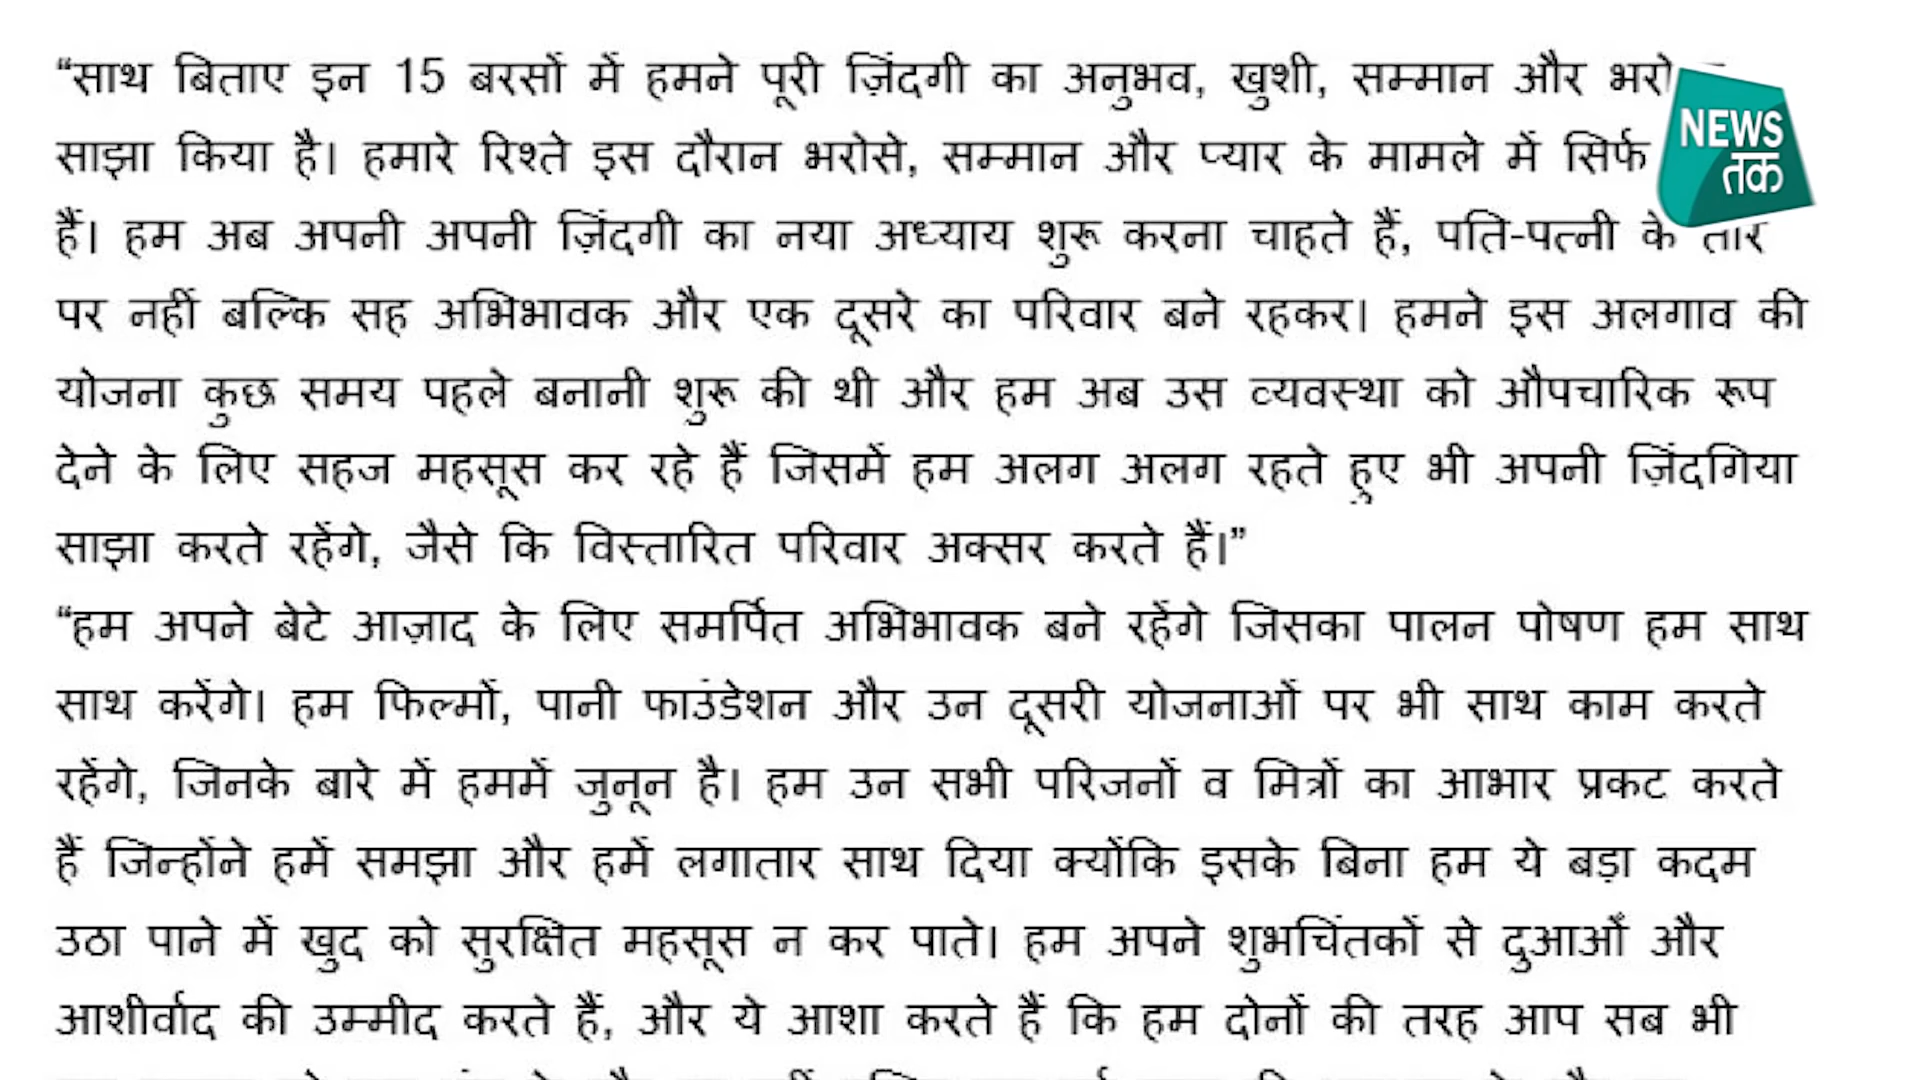 “साथ बिताए इन 15 बरसों में हमने पूरी ज़िंदगी का अनुभव, खुशी, सम्मान और
साझा किया है। हमारे रिश्ते इस दौरान भरोसे, सम्मान और प्यार के मामले में सिर्फ
हैं। हम अब अपनी अपनी ज़िंदगी का नया अध्याय शुरू करना चाहते हैं, पति-पत्नी के तौर
पर नहीं बल्कि सह अभिभावक और एक दूसरे का परिवार बने रहकर। हमने इस अलगाव की
योजना कुछ समय पहले बनानी शुरू की थी और हम अब उस व्यवस्था को औपचारिक रूप
देने के लिए सहज महसूस कर रहे हैं जिसमें हम अलग अलग रहते हुए भी अपनी ज़िंदगिया
साझा करते रहेंगे, जैसे कि विस्तारित परिवार अक्सर करते हैं।”
“हम अपने बेटे आज़ाद के लिए समर्पित अभिभावक बने रहेंगे जिसका पालन पोषण हम साथ
साथ करेंगे। हम फिल्मों, पानी फाउंडेशन और उन दूसरी योजनाओं पर भी साथ काम करते
रहेंगे, जिनके बारे में हममें जुनून है। हम उन सभी परिजनों व मित्रों का आभार प्रकट करते
हैं जिन्होंने हमें समझा और हमें लगातार साथ दिया क्योंकि इसके बिना हम ये बड़ा कदम
उठा पाने में खुद को सुरक्षित महसूस न कर पाते। हम अपने शुभचिंतकों से दुआओं और
आशीर्वाद की उम्मीद करते हैं, और ये आशा करते हैं कि हम दोनों की तरह आप सब भी
NEWS
तक